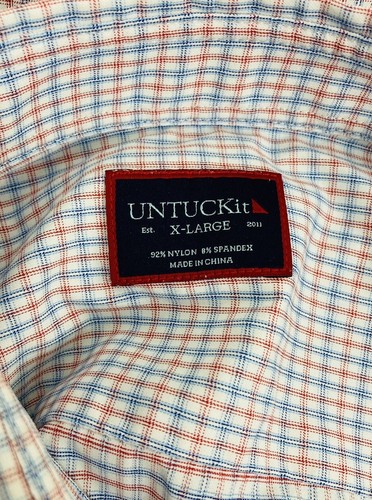 UNTUCKit
Est. X-LARGE 2011
92% NYLON 8% SPANDEX
MADE IN CHINA